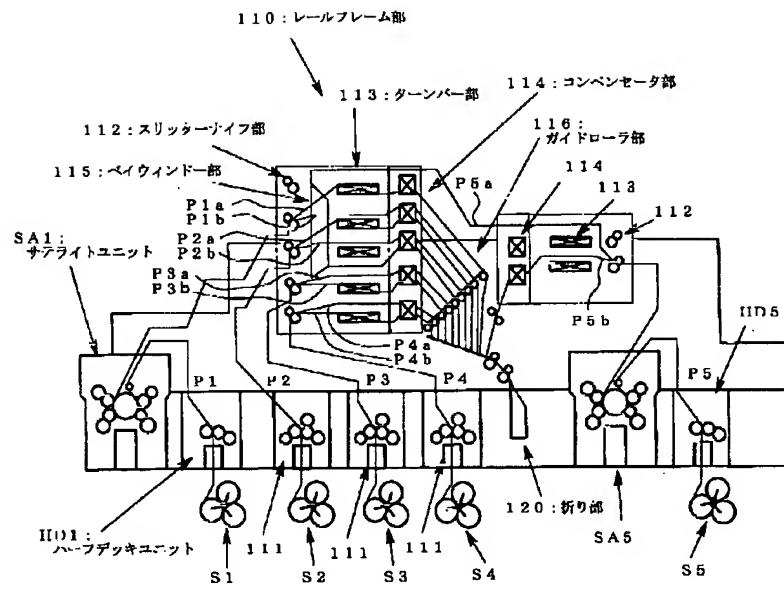 110:レールフレーム部
114:コンペンセータ部
113:ターンバー部
112:スリッターナイフ部
116:
ガイドローラ部
115:ベイウィンドー部
P5a
114
113
P1a
P1b
112
SA1:
サテライトユニット
P2a
P2b
P3a
P3b
P5b
HD5
P4a
P4b
P1
P2
P3
P4
P5
120:折り部
SA5
HD1:
ハーフデッキユニット
111
111
111
S1
S2
S3
S4
S5